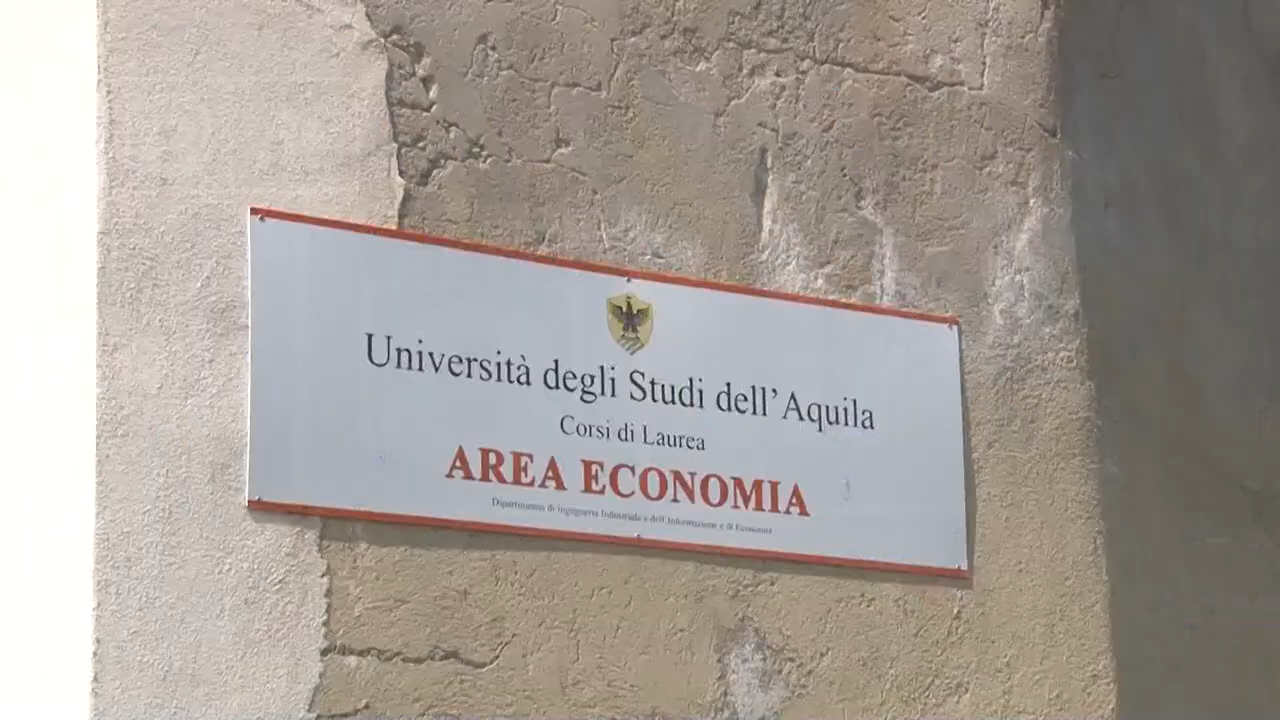 Università degli Studi dell'Aquila
Corsi di Laurea
AREA ECONOMIA
Dipartimento di Ingegneria Industriale e dell'Informazione e di Economia